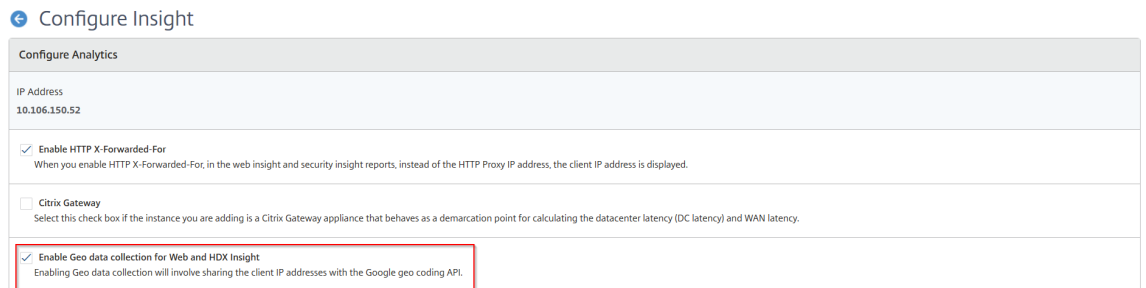 Configure Insight
Configure Analytics
IP Address
10.106.150.52
Enable HTTP X-Forwarded-For
When you enable HTTP X-Forwarded-For, in the web insight and security insight reports, instead of the HTTP Proxy IP address, the client IP address is displayed.
Citrix Gateway
Select this check box if the instance you are adding is a Citrix Gateway appliance that behaves as a demarcation point for calculating the datacenter latency (DC latency) and WAN latency.
Enable Geo data collection for Web and HDX Insight
Enabling Geo data collection will involve sharing the client IP addresses with the Google geo coding API.